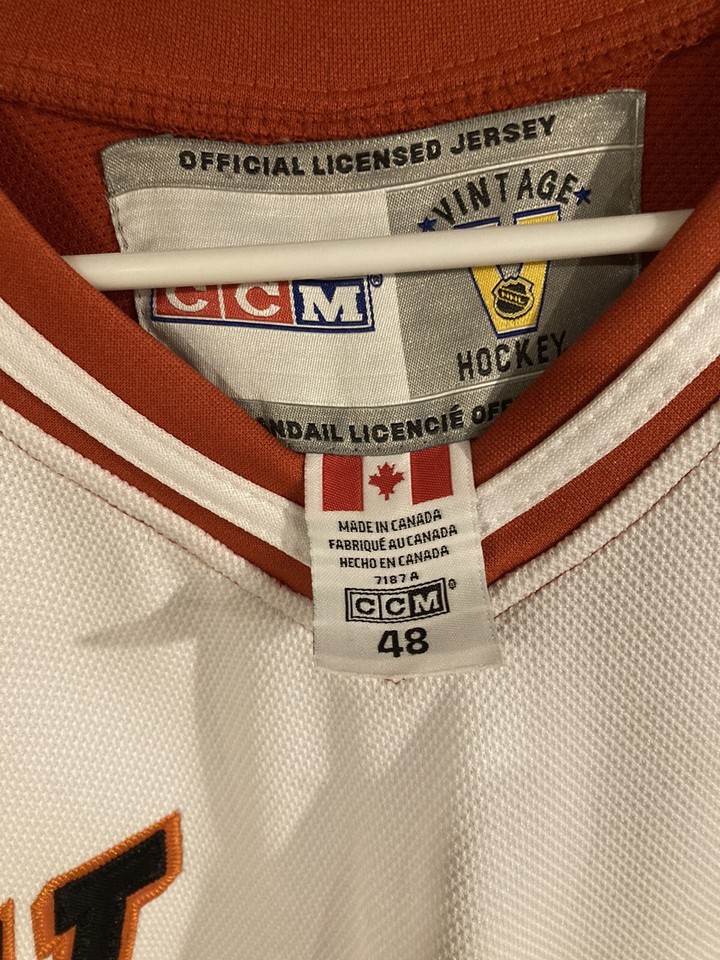 OFFICIAL LICENSED JERSEY
VINTAGE
CCM®
NHL
HOCKEY
NDAIL LICENCIÉ OFF
MADE IN CANADA
FABRIQUÉ AU CANADA
HECHO EN CANADA
7187 A
CCM®
48